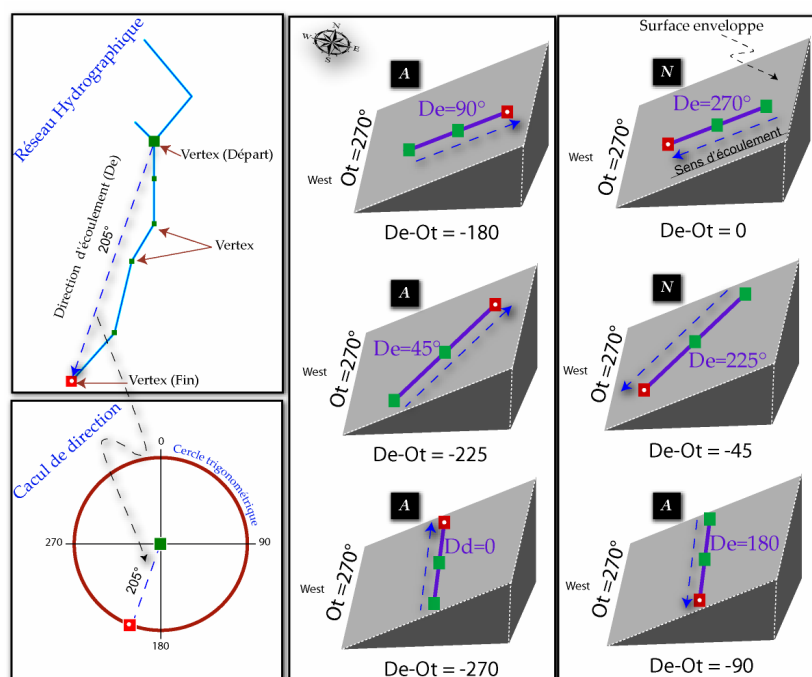 Réseau Hydrographique
Vertex (Départ)
Direction d'écoulement (De)
205°
Vertex
Vertex (Fin)
Cacul de direction
0
Cercle trigonométrique
270
90
205°
180
N
W
E
S
A
De=90°
Ot =270°
West
De-Ot = -180
A
De=45°
Ot =270°
West
De-Ot = -225
A
Dd=0
Ot =270°
West
De-Ot = -270
Surface enveloppe
N
De=270°
Ot =270°
West
Sens d'écoulement
De-Ot = 0
N
De=225°
Ot =270°
West
De-Ot = -45
A
De=180
Ot =270°
West
De-Ot = -90